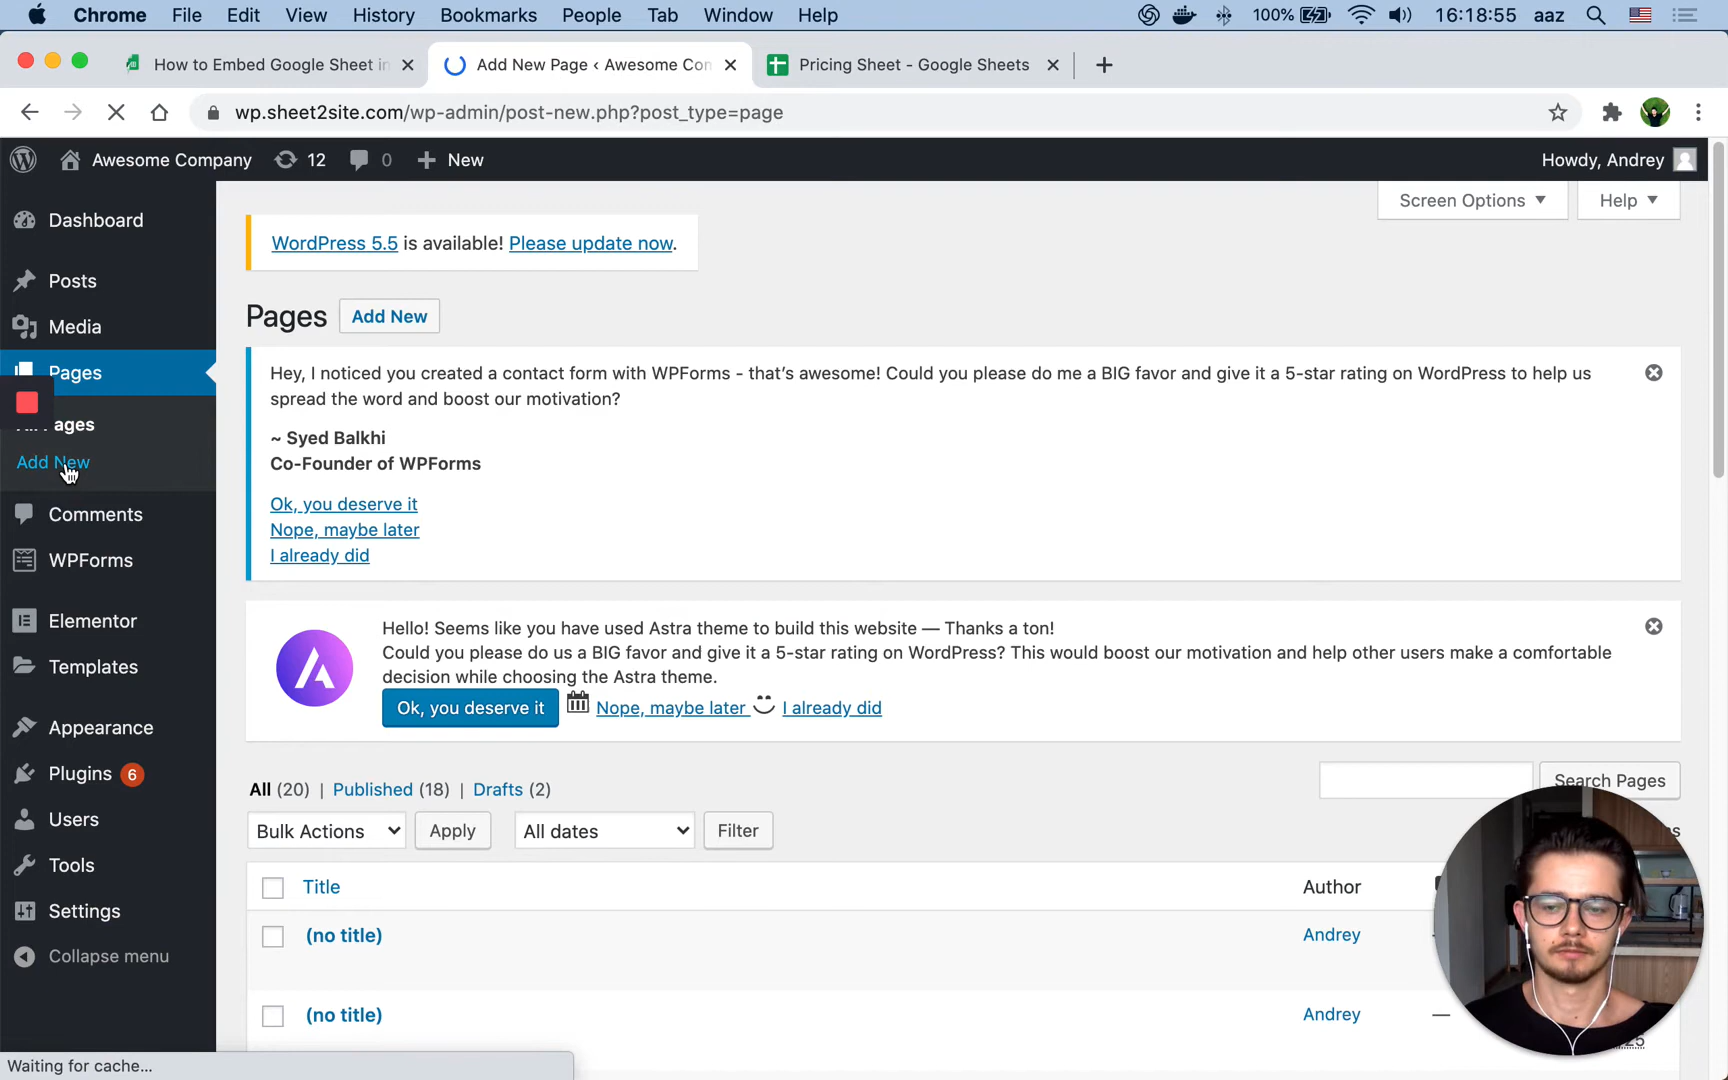 Chrome File Edit View History Bookmarks People Tab Window Help 100% 16:18:55 aaz
How to Embed Google Sheet in Add New Page ‹ Awesome Con Pricing Sheet - Google Sheets
wp.sheet2site.com/wp-admin/post-new.php?post_type=page
Awesome Company 12 0 New Howdy, Andrey
Screen Options Help
Dashboard
Posts
Media
Pages
All Pages
Add New
Comments
WPForms
Elementor
Templates
Appearance
Plugins 6
Users
Tools
Settings
Collapse menu
WordPress 5.5 is available! Please update now.
Pages Add New
Hey, I noticed you created a contact form with WPForms - that's awesome! Could you please do me a BIG favor and give it a 5-star rating on WordPress to help us
spread the word and boost our motivation?
~ Syed Balkhi
Co-Founder of WPForms
Ok, you deserve it
Nope, maybe later
I already did
Hello! Seems like you have used Astra theme to build this website — Thanks a ton!
Could you please do us a BIG favor and give it a 5-star rating on WordPress? This would boost our motivation and help other users make a comfortable
decision while choosing the Astra theme.
Ok, you deserve it Nope, maybe later I already did
All (20) | Published (18) | Drafts (2)
Search Pages
Bulk Actions Apply All dates Filter
Title Author
(no title) Andrey
(no title) Andrey —
Waiting for cache...